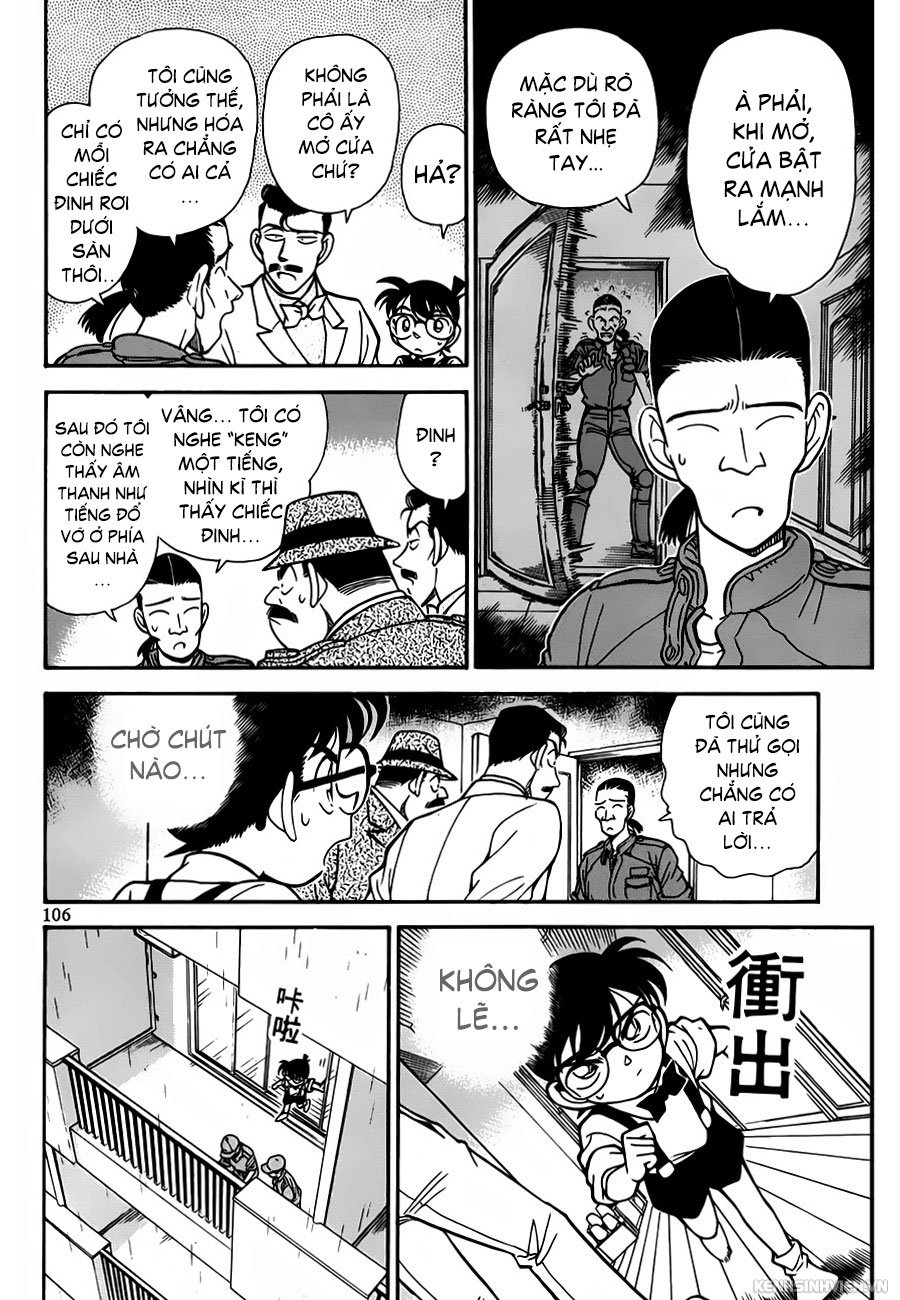 À PHẢI,
KHI MỞ,
CỬA BẬT
RA MẠNH
LẮM...
MẶC DÙ RÕ
RÀNG TÔI ĐÃ
RẤT NHẸ
TAY...
HẢ?
KHÔNG
PHẢI LÀ
CÔ ẤY
MỞ CỬA
CHỨ?
TÔI CŨNG
TƯỞNG THẾ,
NHƯNG HÓA
RA CHẲNG
CÓ AI CẢ
...
CHỈ CÓ
MỖI CHIẾC
ĐINH RƠI
DƯỚI
SÀN
THÔI...
ĐINH
?
VÂNG... TÔI CÓ
NGHE “KENG”
MỘT TIẾNG,
NHÌN KĨ THÌ
THẤY CHIẾC
ĐINH...
SAU ĐÓ TÔI
CÒN NGHE
THẤY ÂM
THANH NHƯ
TIẾNG ĐỔ
VỠ Ở PHÍA
SAU NHÀ
...
TÔI CŨNG
ĐÃ THỬ GỌI
NHƯNG
CHẲNG CÓ
AI TRẢ
LỜI...
CHỜ CHÚT
NÀO...
106
衝出
KHÔNG
LẼ...
咔啦
KENHSINHVIEN.VN